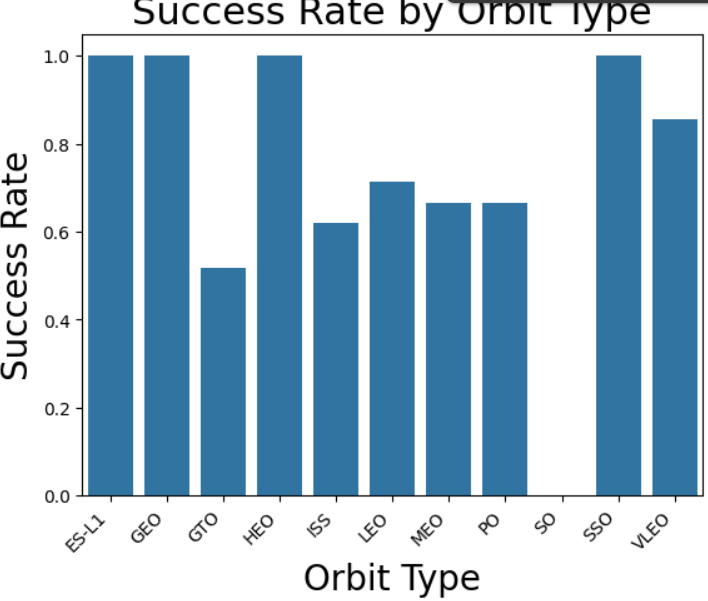 Success Rate by Orbit Type
1.0
0.8
0.6
0.4
0.2
0.0
Success Rate
ES-L1
GEO
GTO
HEO
ISS
LEO
MEO
PO
SO
SSO
VLEO
Orbit Type